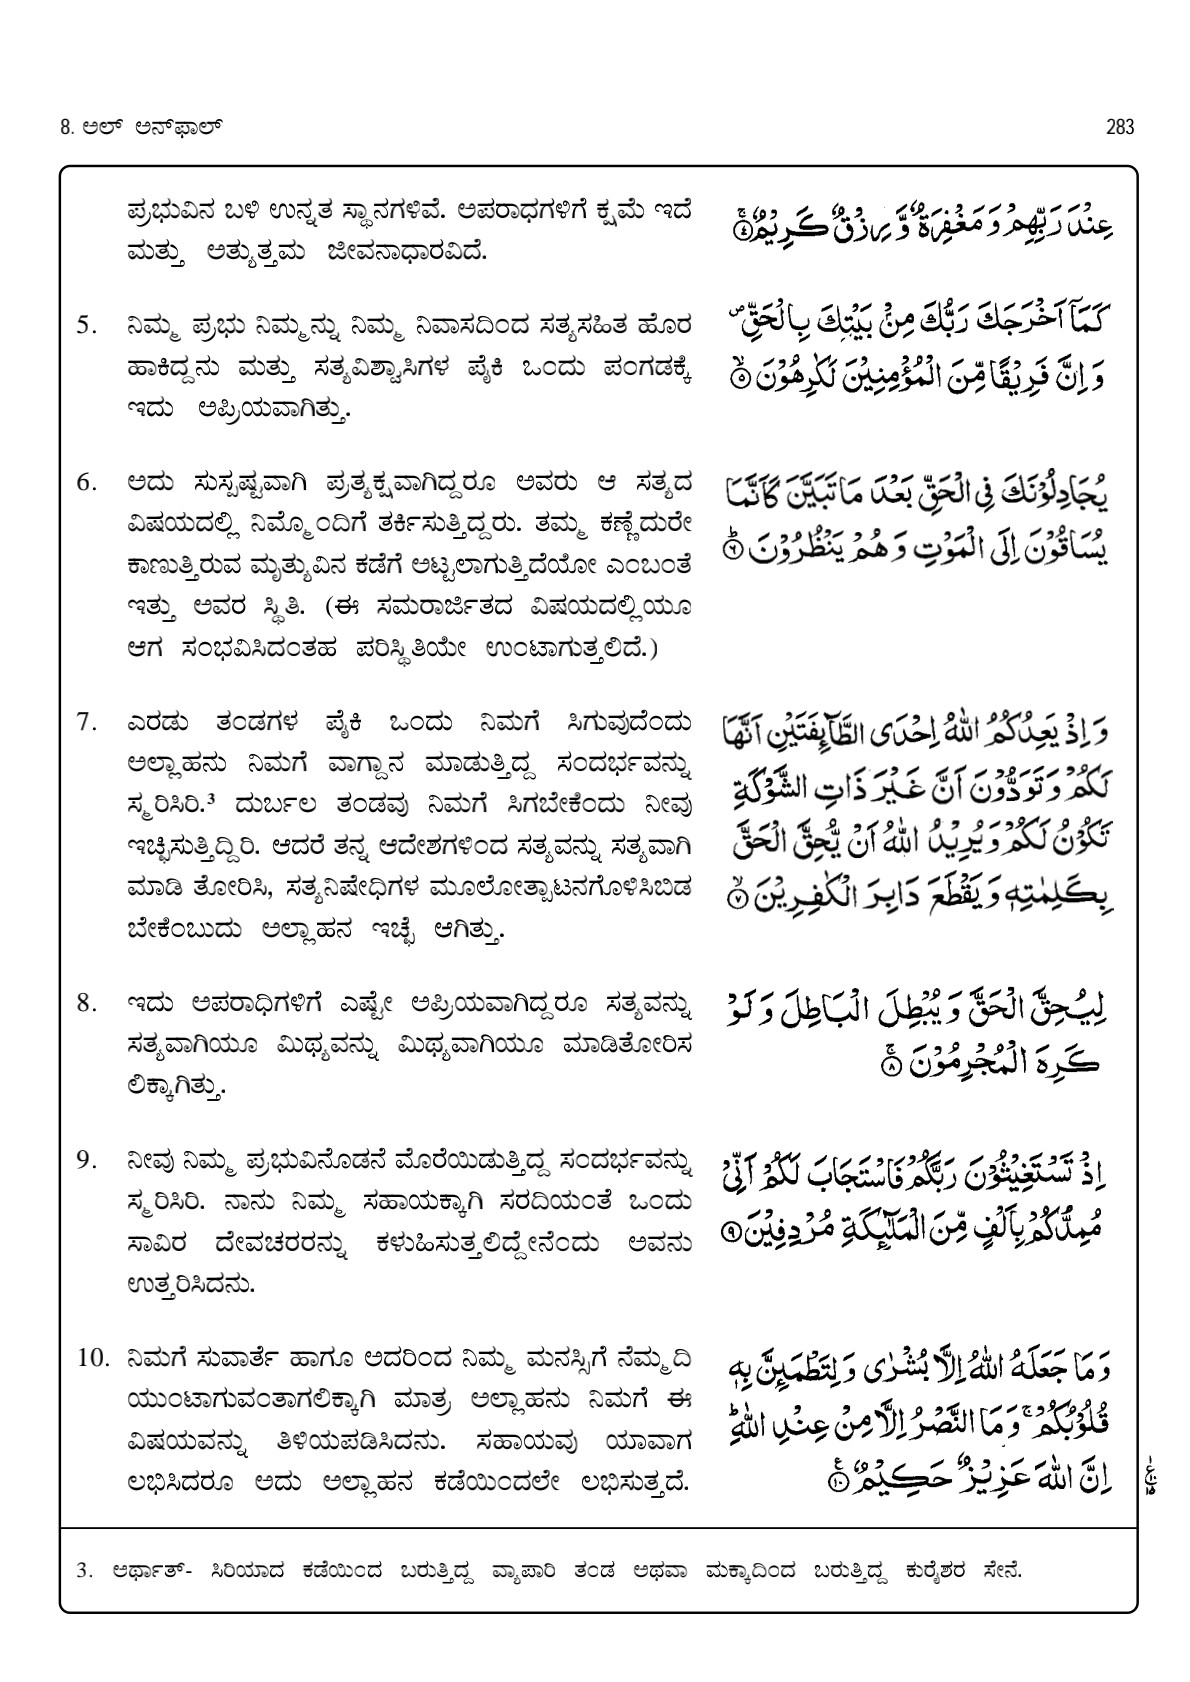 8. ಅಲ್ ಅನ್‌ಫಾಲ್
283
ಪ್ರಭುವಿನ ಬಳಿ ಉನ್ನತ ಸ್ಥಾನಗಳಿವೆ. ಅಪರಾಧಗಳಿಗೆ ಕ್ಷಮೆ ಇದೆ
ಮತ್ತು ಅತ್ಯುತ್ತಮ ಜೀವನಾಧಾರವಿದೆ.
عِنْدَ رَبِّهِمْ وَمَغْفِرَةٌ وَّرِزْقٌ كَرِيْمٌ ۝٤
5. ನಿಮ್ಮ ಪ್ರಭು ನಿಮ್ಮನ್ನು ನಿಮ್ಮ ನಿವಾಸದಿಂದ ಸತ್ಯಸಹಿತ ಹೊರ
ಹಾಕಿದ್ದನು ಮತ್ತು ಸತ್ಯವಿಶ್ವಾಸಿಗಳ ಪೈಕಿ ಒಂದು ಪಂಗಡಕ್ಕೆ
ಇದು ಅಪ್ರಿಯವಾಗಿತ್ತು.
كَمَآ اَخْرَجَكَ رَبُّكَ مِنْۢ بَيْتِكَ بِالْحَقِّ ۪
وَاِنَّ فَرِيْقًا مِّنَ الْمُؤْمِنِيْنَ لَكٰرِهُوْنَ ۝٥
6. ಅದು ಸುಸ್ಪಷ್ಟವಾಗಿ ಪ್ರತ್ಯಕ್ಷವಾಗಿದ್ದರೂ ಅವರು ಆ ಸತ್ಯದ
ವಿಷಯದಲ್ಲಿ ನಿಮ್ಮೊಂದಿಗೆ ತರ್ಕಿಸುತ್ತಿದ್ದರು. ತಮ್ಮ ಕಣ್ಣೆದುರೇ
ಕಾಣುತ್ತಿರುವ ಮೃತ್ಯುವಿನ ಕಡೆಗೆ ಅಟ್ಟಲಾಗುತ್ತಿದೆಯೋ ಎಂಬಂತೆ
ಇತ್ತು ಅವರ ಸ್ಥಿತಿ. (ಈ ಸಮರಾರ್ಜಿತದ ವಿಷಯದಲ್ಲಿಯೂ
ಆಗ ಸಂಭವಿಸಿದಂತಹ ಪರಿಸ್ಥಿತಿಯೇ ಉಂಟಾಗುತ್ತಲಿದೆ.)
يُجَادِلُوْنَكَ فِى الْحَقِّ بَعْدَ مَا تَبَيَّنَ كَاَنَّمَا
يُسَاقُوْنَ اِلَى الْمَوْتِ وَهُمْ يَنْظُرُوْنَ ۝٦
7. ಎರಡು ತಂಡಗಳ ಪೈಕಿ ಒಂದು ನಿಮಗೆ ಸಿಗುವುದೆಂದು
ಅಲ್ಲಾಹನು ನಿಮಗೆ ವಾಗ್ದಾನ ಮಾಡುತ್ತಿದ್ದ ಸಂದರ್ಭವನ್ನು
ಸ್ಮರಿಸಿರಿ.³ ದುರ್ಬಲ ತಂಡವು ನಿಮಗೆ ಸಿಗಬೇಕೆಂದು ನೀವು
ಇಚ್ಛಿಸುತ್ತಿದ್ದಿರಿ. ಆದರೆ ತನ್ನ ಆದೇಶಗಳಿಂದ ಸತ್ಯವನ್ನು ಸತ್ಯವಾಗಿ
ಮಾಡಿ ತೋರಿಸಿ, ಸತ್ಯನಿಷೇಧಿಗಳ ಮೂಲೋತ್ಪಾಟನಗೊಳಿಸಿಬಿಡ
ಬೇಕೆಂಬುದು ಅಲ್ಲಾಹನ ಇಚ್ಛೆ ಆಗಿತ್ತು.
وَاِذْ يَعِدُكُمُ اللّٰهُ اِحْدَى الطَّآئِفَتَيْنِ اَنَّهَا
لَكُمْ وَتَوَدُّوْنَ اَنَّ غَيْرَ ذَاتِ الشَّوْكَةِ
تَكُوْنُ لَكُمْ وَيُرِيْدُ اللّٰهُ اَنْ يُّحِقَّ الْحَقَّ
بِكَلِمٰتِهٖ وَيَقْطَعَ دَابِرَ الْكٰفِرِيْنَ ۝٧
8. ಇದು ಅಪರಾಧಿಗಳಿಗೆ ಎಷ್ಟೇ ಅಪ್ರಿಯವಾಗಿದ್ದರೂ ಸತ್ಯವನ್ನು
ಸತ್ಯವಾಗಿಯೂ ಮಿಥ್ಯವನ್ನು ಮಿಥ್ಯವಾಗಿಯೂ ಮಾಡಿತೋರಿಸ
ಲಿಕ್ಕಾಗಿತ್ತು.
لِيُحِقَّ الْحَقَّ وَيُبْطِلَ الْبَاطِلَ وَلَوْ
كَرِهَ الْمُجْرِمُوْنَ ۝٨
9. ನೀವು ನಿಮ್ಮ ಪ್ರಭುವಿನೊಡನೆ ಮೊರೆಯಿಡುತ್ತಿದ್ದ ಸಂದರ್ಭವನ್ನು
ಸ್ಮರಿಸಿರಿ. ನಾನು ನಿಮ್ಮ ಸಹಾಯಕ್ಕಾಗಿ ಸರದಿಯಂತೆ ಒಂದು
ಸಾವಿರ ದೇವಚರರನ್ನು ಕಳುಹಿಸುತ್ತಲಿದ್ದೇನೆಂದು ಅವನು
ಉತ್ತರಿಸಿದನು.
اِذْ تَسْتَغِيْثُوْنَ رَبَّكُمْ فَاسْتَجَابَ لَكُمْ اَنِّىْ
مُمِدُّكُمْ بِاَلْفٍ مِّنَ الْمَلٰٓئِكَةِ مُرْدِفِيْنَ ۝٩
10. ನಿಮಗೆ ಸುವಾರ್ತೆ ಹಾಗೂ ಅದರಿಂದ ನಿಮ್ಮ ಮನಸ್ಸಿಗೆ ನೆಮ್ಮದಿ
ಯುಂಟಾಗುವಂತಾಗಲಿಕ್ಕಾಗಿ ಮಾತ್ರ ಅಲ್ಲಾಹನು ನಿಮಗೆ ಈ
ವಿಷಯವನ್ನು ತಿಳಿಯಪಡಿಸಿದನು. ಸಹಾಯವು ಯಾವಾಗ
ಲಭಿಸಿದರೂ ಅದು ಅಲ್ಲಾಹನ ಕಡೆಯಿಂದಲೇ ಲಭಿಸುತ್ತದೆ.
وَمَا جَعَلَهُ اللّٰهُ اِلَّا بُشْرٰى وَلِتَطْمَئِنَّ بِهٖ
قُلُوْبُكُمْ ۚ وَمَا النَّصْرُ اِلَّا مِنْ عِنْدِ اللّٰهِ ؕ
اِنَّ اللّٰهَ عَزِيْزٌ حَكِيْمٌ ۝١٠
3. ಅರ್ಥಾತ್- ಸಿರಿಯಾದ ಕಡೆಯಿಂದ ಬರುತ್ತಿದ್ದ ವ್ಯಾಪಾರಿ ತಂಡ ಅಥವಾ ಮಕ್ಕಾದಿಂದ ಬರುತ್ತಿದ್ದ ಕುರೈಶರ ಸೇನೆ.